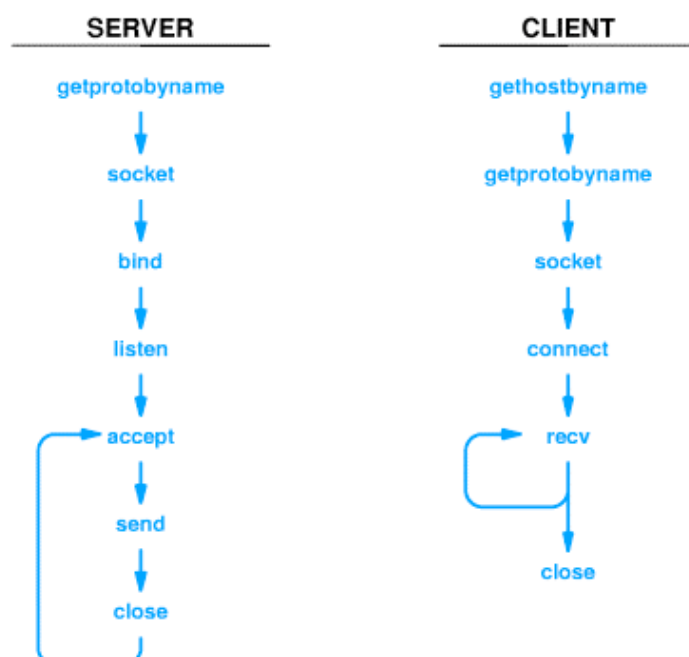 SERVER
getprotobyname
socket
bind
listen
accept
send
close
CLIENT
gethostbyname
getprotobyname
socket
connect
recv
close